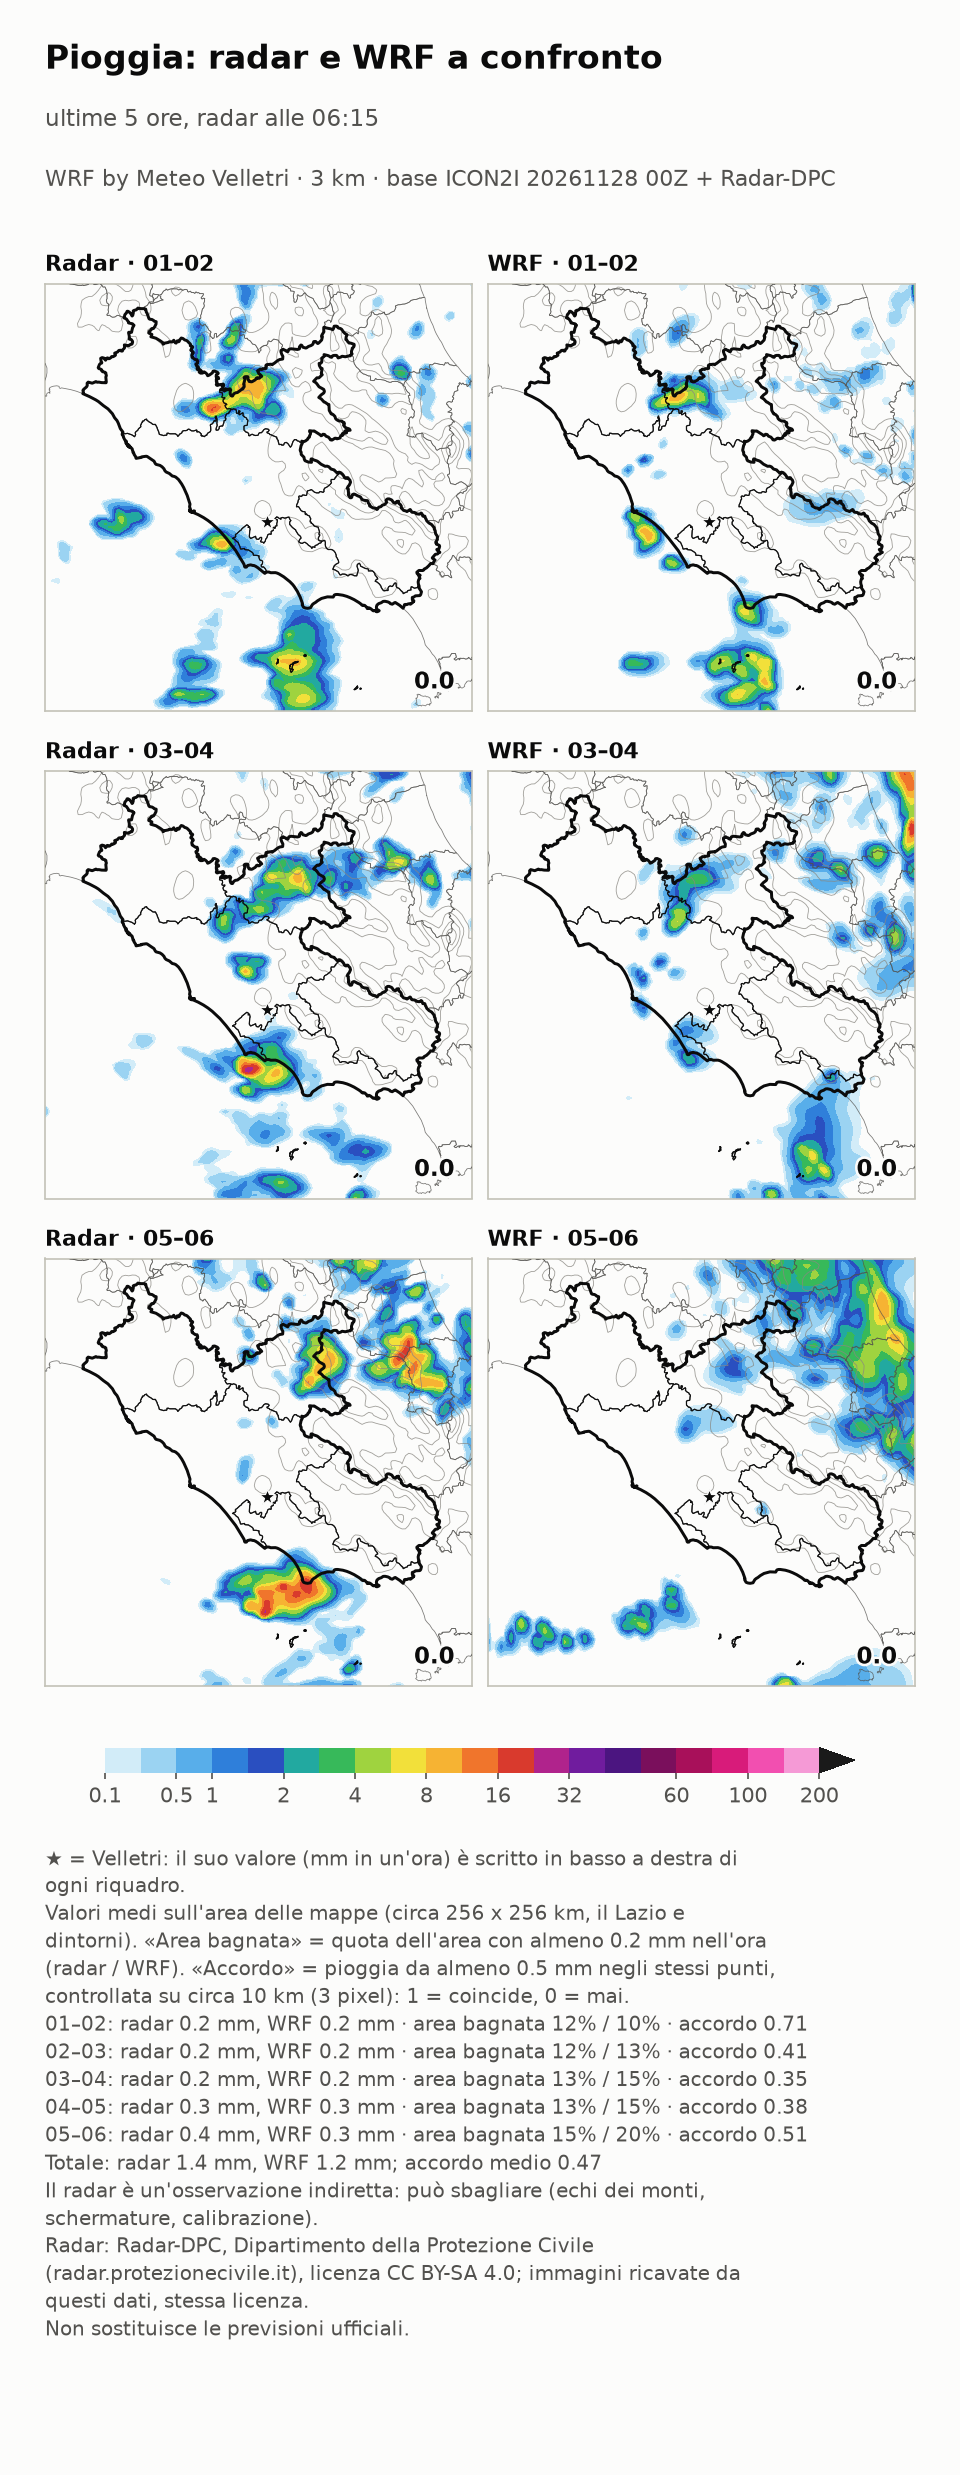 Pioggia: radar e WRF a confronto
ultime 5 ore, radar alle 06:15
WRF by Meteo Velletri · 3 km · base ICON2I 20261128 00Z + Radar-DPC
Radar · 01–02
WRF · 01–02
0.0
0.0
Radar · 03–04
WRF · 03–04
0.0
0.0
Radar · 05–06
WRF · 05–06
0.0
0.0
0.1 0.5 1 2 4 8 16 32 60 100 200
★ = Velletri: il suo valore (mm in un'ora) è scritto in basso a destra di
ogni riquadro.
Valori medi sull'area delle mappe (circa 256 x 256 km, il Lazio e
dintorni). «Area bagnata» = quota dell'area con almeno 0.2 mm nell'ora
(radar / WRF). «Accordo» = pioggia da almeno 0.5 mm negli stessi punti,
controllata su circa 10 km (3 pixel): 1 = coincide, 0 = mai.
01–02: radar 0.2 mm, WRF 0.2 mm · area bagnata 12% / 10% · accordo 0.71
02–03: radar 0.2 mm, WRF 0.2 mm · area bagnata 12% / 13% · accordo 0.41
03–04: radar 0.2 mm, WRF 0.2 mm · area bagnata 13% / 15% · accordo 0.35
04–05: radar 0.3 mm, WRF 0.3 mm · area bagnata 13% / 15% · accordo 0.38
05–06: radar 0.4 mm, WRF 0.3 mm · area bagnata 15% / 20% · accordo 0.51
Totale: radar 1.4 mm, WRF 1.2 mm; accordo medio 0.47
Il radar è un'osservazione indiretta: può sbagliare (echi dei monti,
schermature, calibrazione).
Radar: Radar-DPC, Dipartimento della Protezione Civile
(radar.protezionecivile.it), licenza CC BY-SA 4.0; immagini ricavate da
questi dati, stessa licenza.
Non sostituisce le previsioni ufficiali.